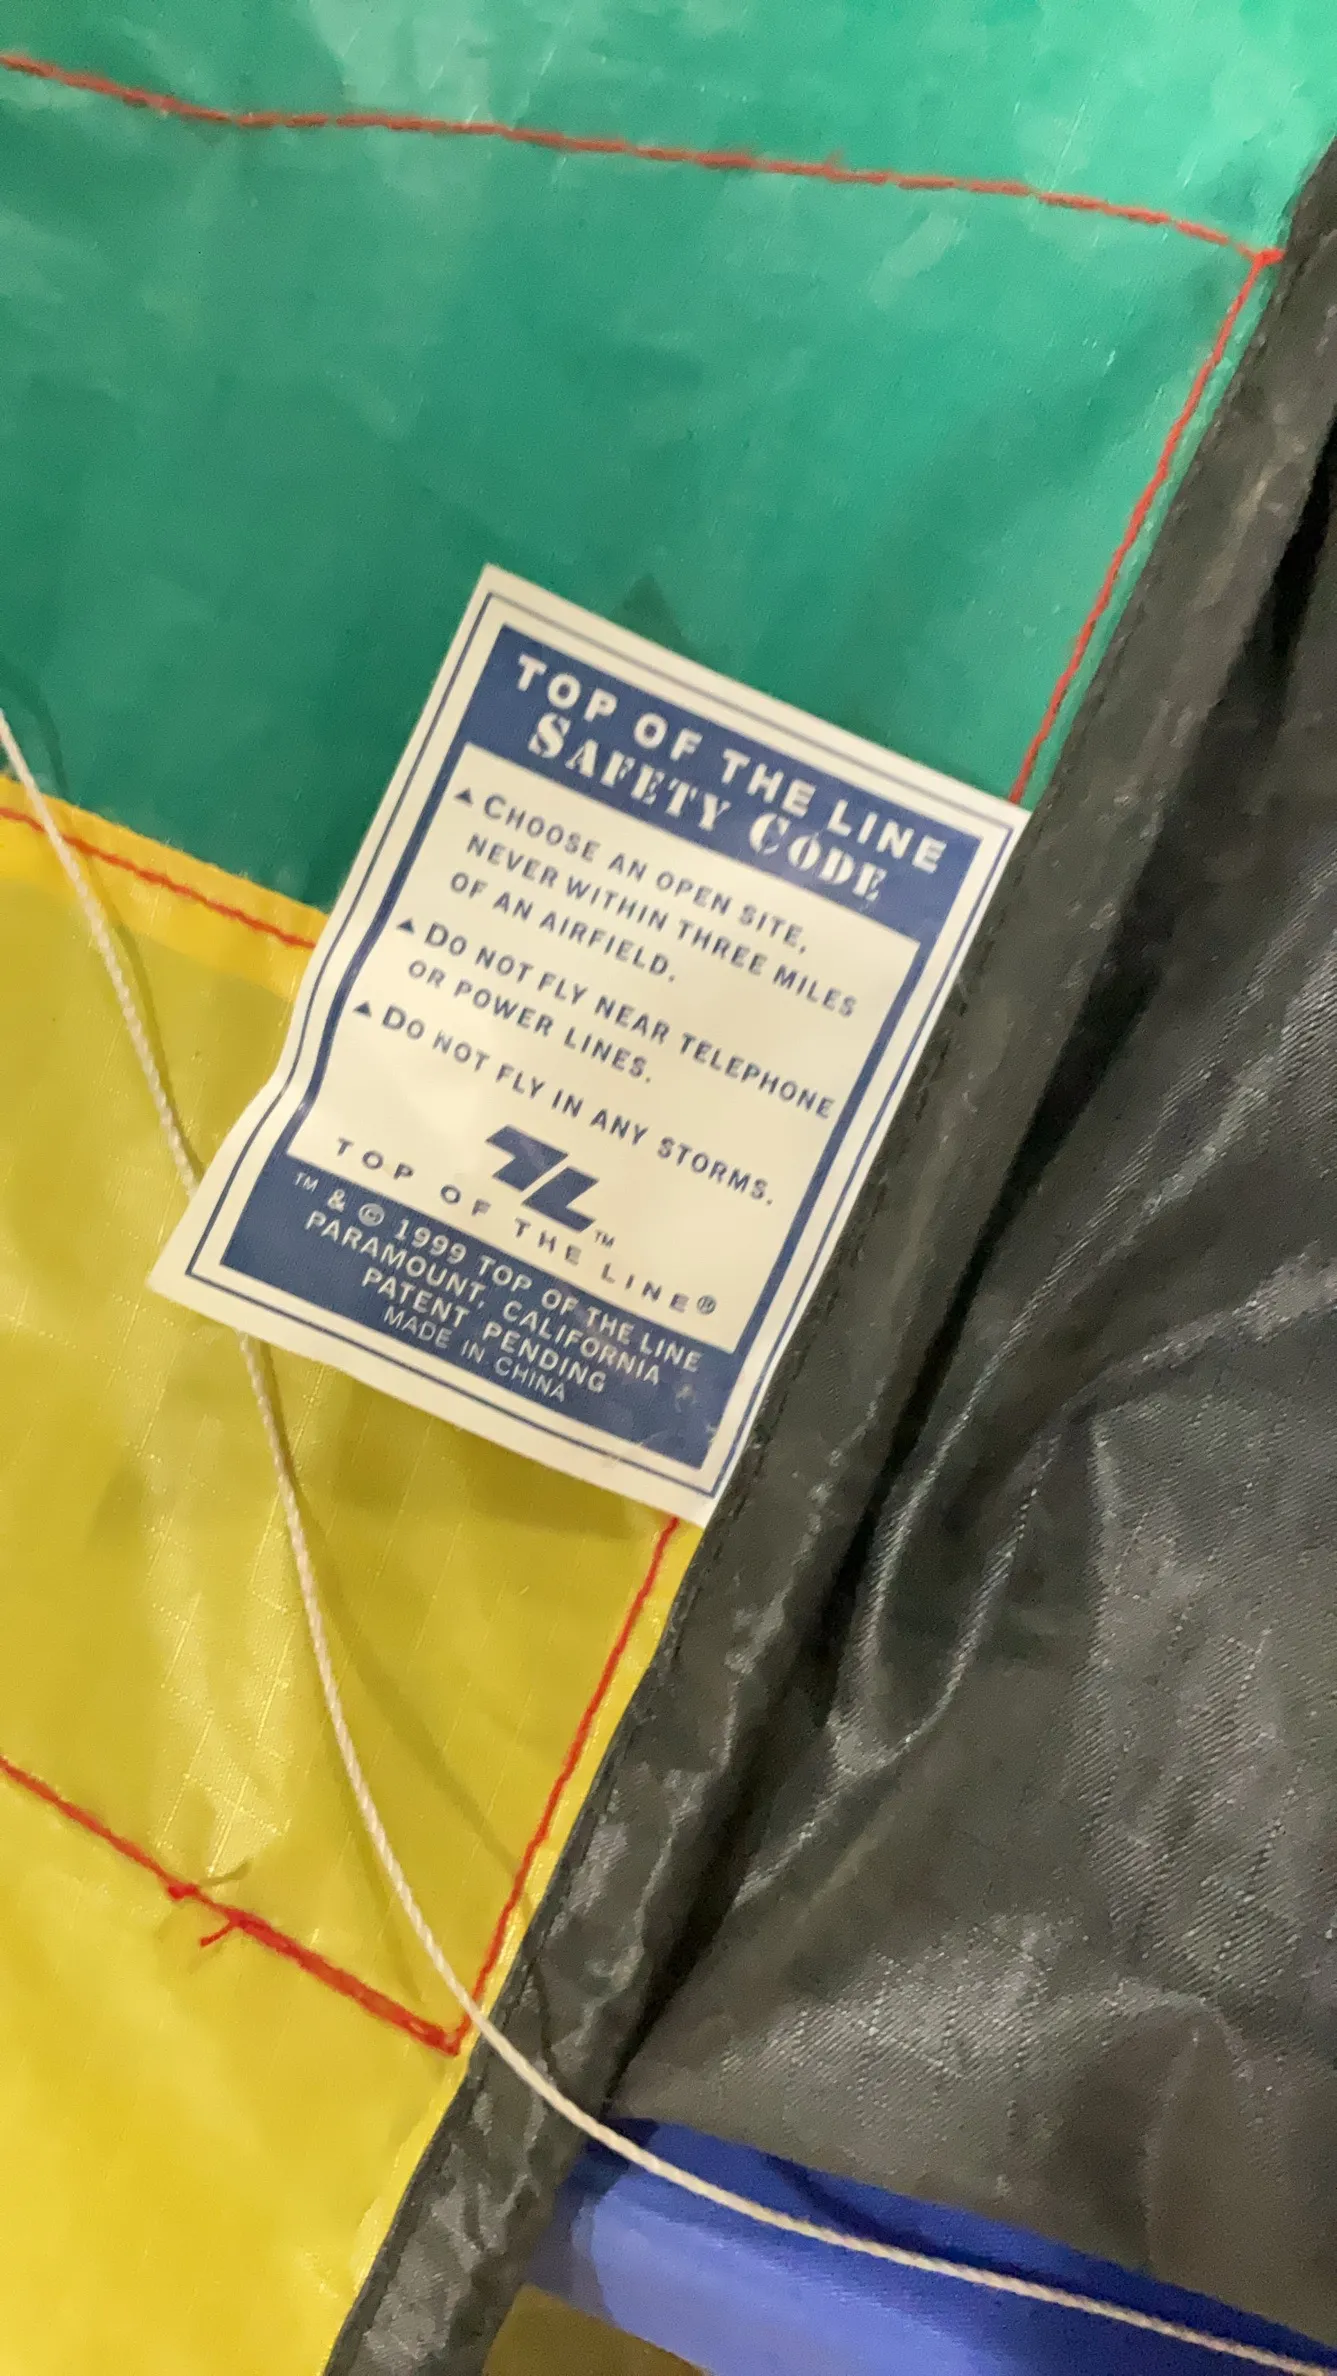 TOP OF THE LINE
SAFETY CODE
▲ CHOOSE AN OPEN SITE,
NEVER WITHIN THREE MILES
OF AN AIRFIELD.
▲ DO NOT FLY NEAR TELEPHONE
OR POWER LINES.
▲ DO NOT FLY IN ANY STORMS.
TL™
TOP OF THE LINE®
™ & © 1999 TOP OF THE LINE
PARAMOUNT, CALIFORNIA
PATENT PENDING
MADE IN CHINA